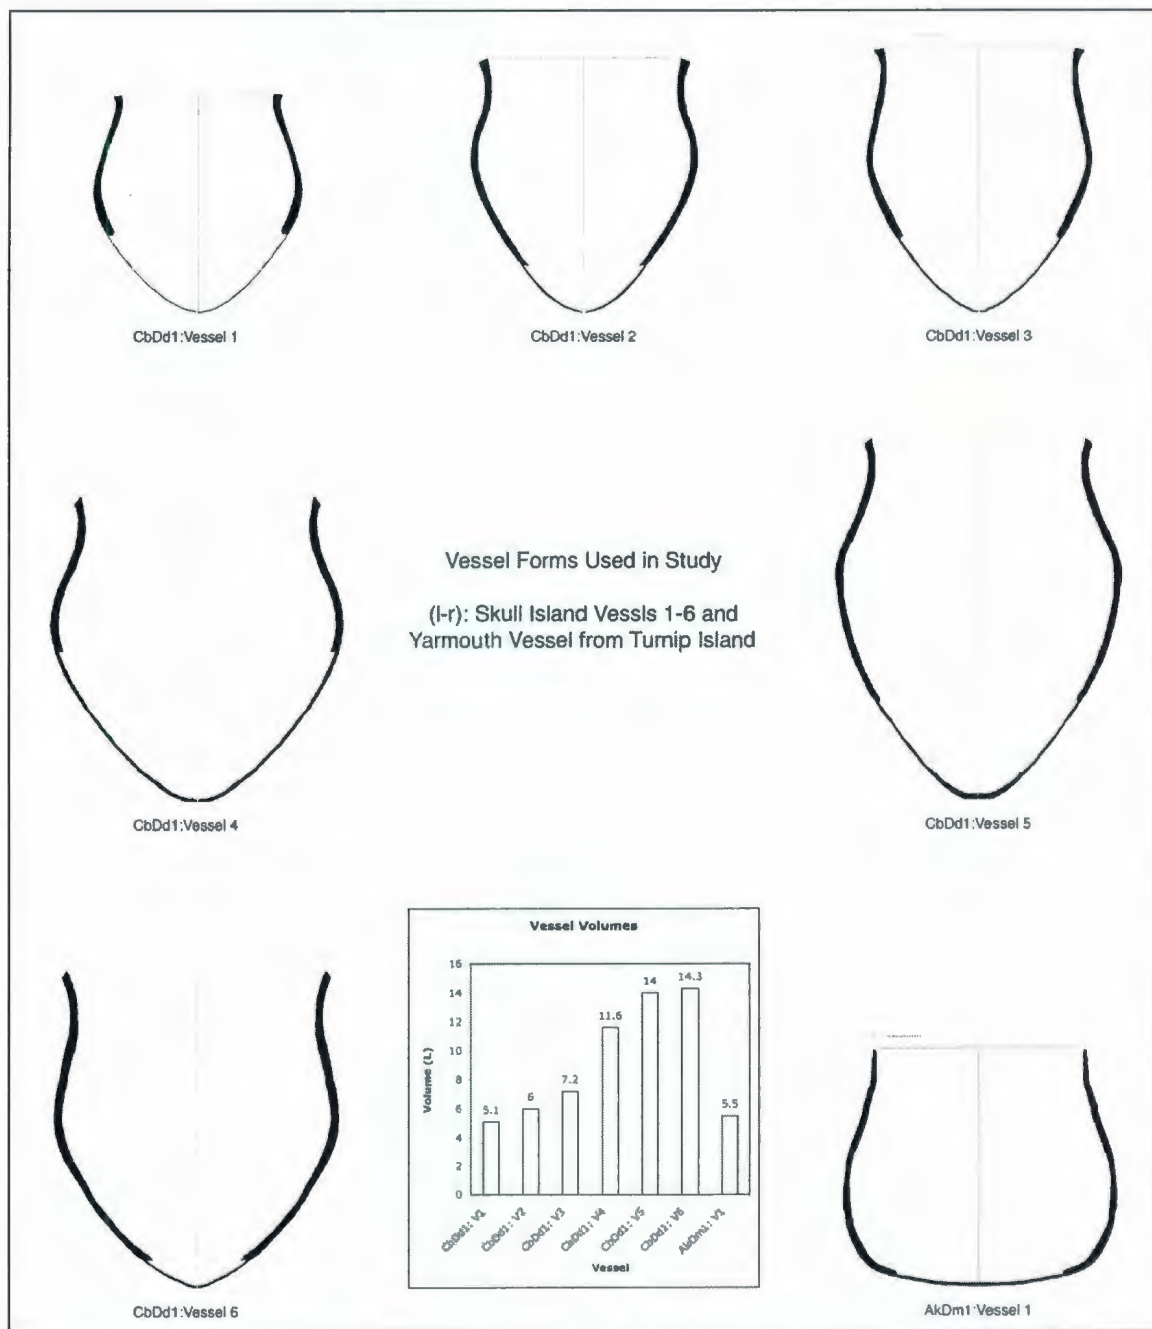 CbDd1:Vessel 1
CbDd1:Vessel 2
CbDd1:Vessel 3
Vessel Forms Used in Study
(l-r): Skull Island Vessls 1-6 and
Yarmouth Vessel from Turnip Island
CbDd1:Vessel 4
CbDd1:Vessel 5
Vessel Volumes
Volume (L)
16
14
12
10
8
6
4
2
0
5.1
6
7.2
11.6
14
14.3
5.5
CbDd1: V1
CbDd1: V2
CbDd1: V3
CbDd1: V4
CbDd1: V5
CbDd1: V6
AkDm1: V1
Vessel
CbDd1:Vessel 6
AkDm1:Vessel 1